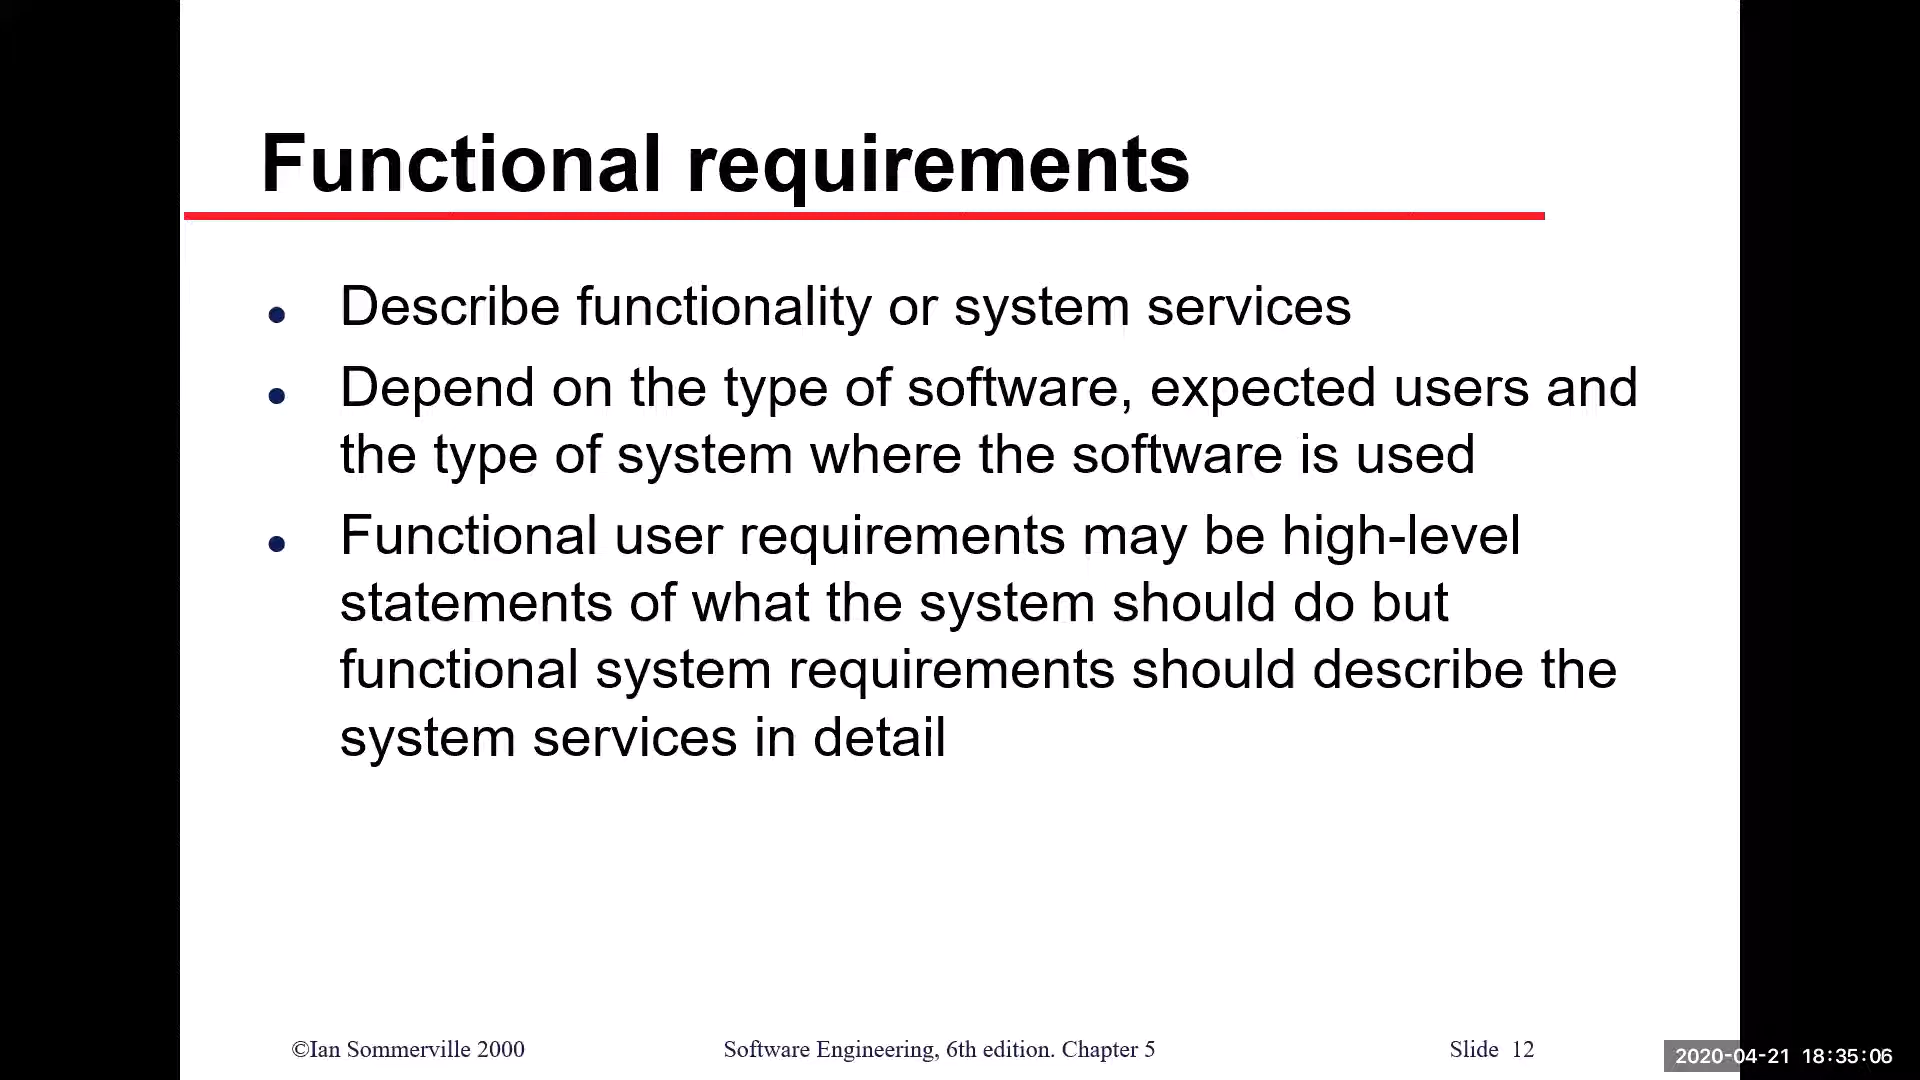 Functional requirements
● Describe functionality or system services
● Depend on the type of software, expected users and
the type of system where the software is used
● Functional user requirements may be high-level
statements of what the system should do but
functional system requirements should describe the
system services in detail
©Ian Sommerville 2000 Software Engineering, 6th edition. Chapter 5 Slide 12
2020-04-21 18:35:06